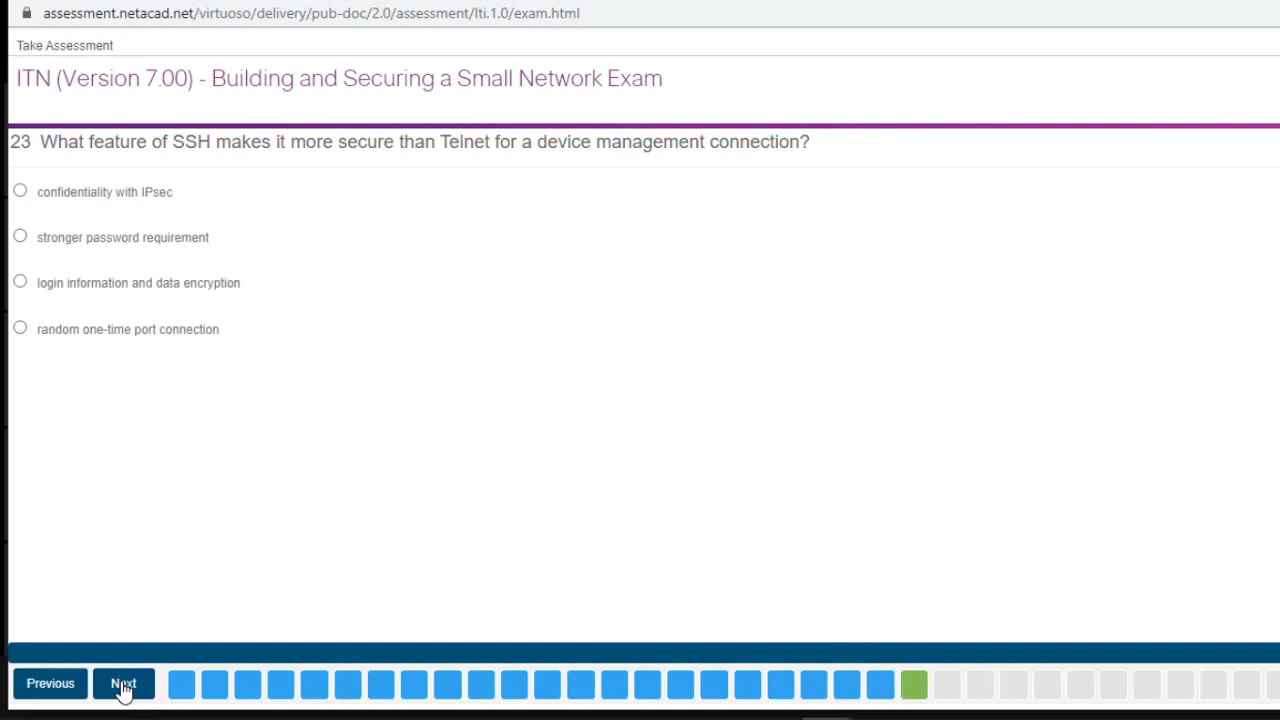 assessment.netacad.net/virtuoso/delivery/pub-doc/2.0/assessment/lti.1.0/exam.html
Take Assessment
ITN (Version 7.00) - Building and Securing a Small Network Exam
23 What feature of SSH makes it more secure than Telnet for a device management connection?
confidentiality with IPsec
stronger password requirement
login information and data encryption
random one-time port connection
Previous Next